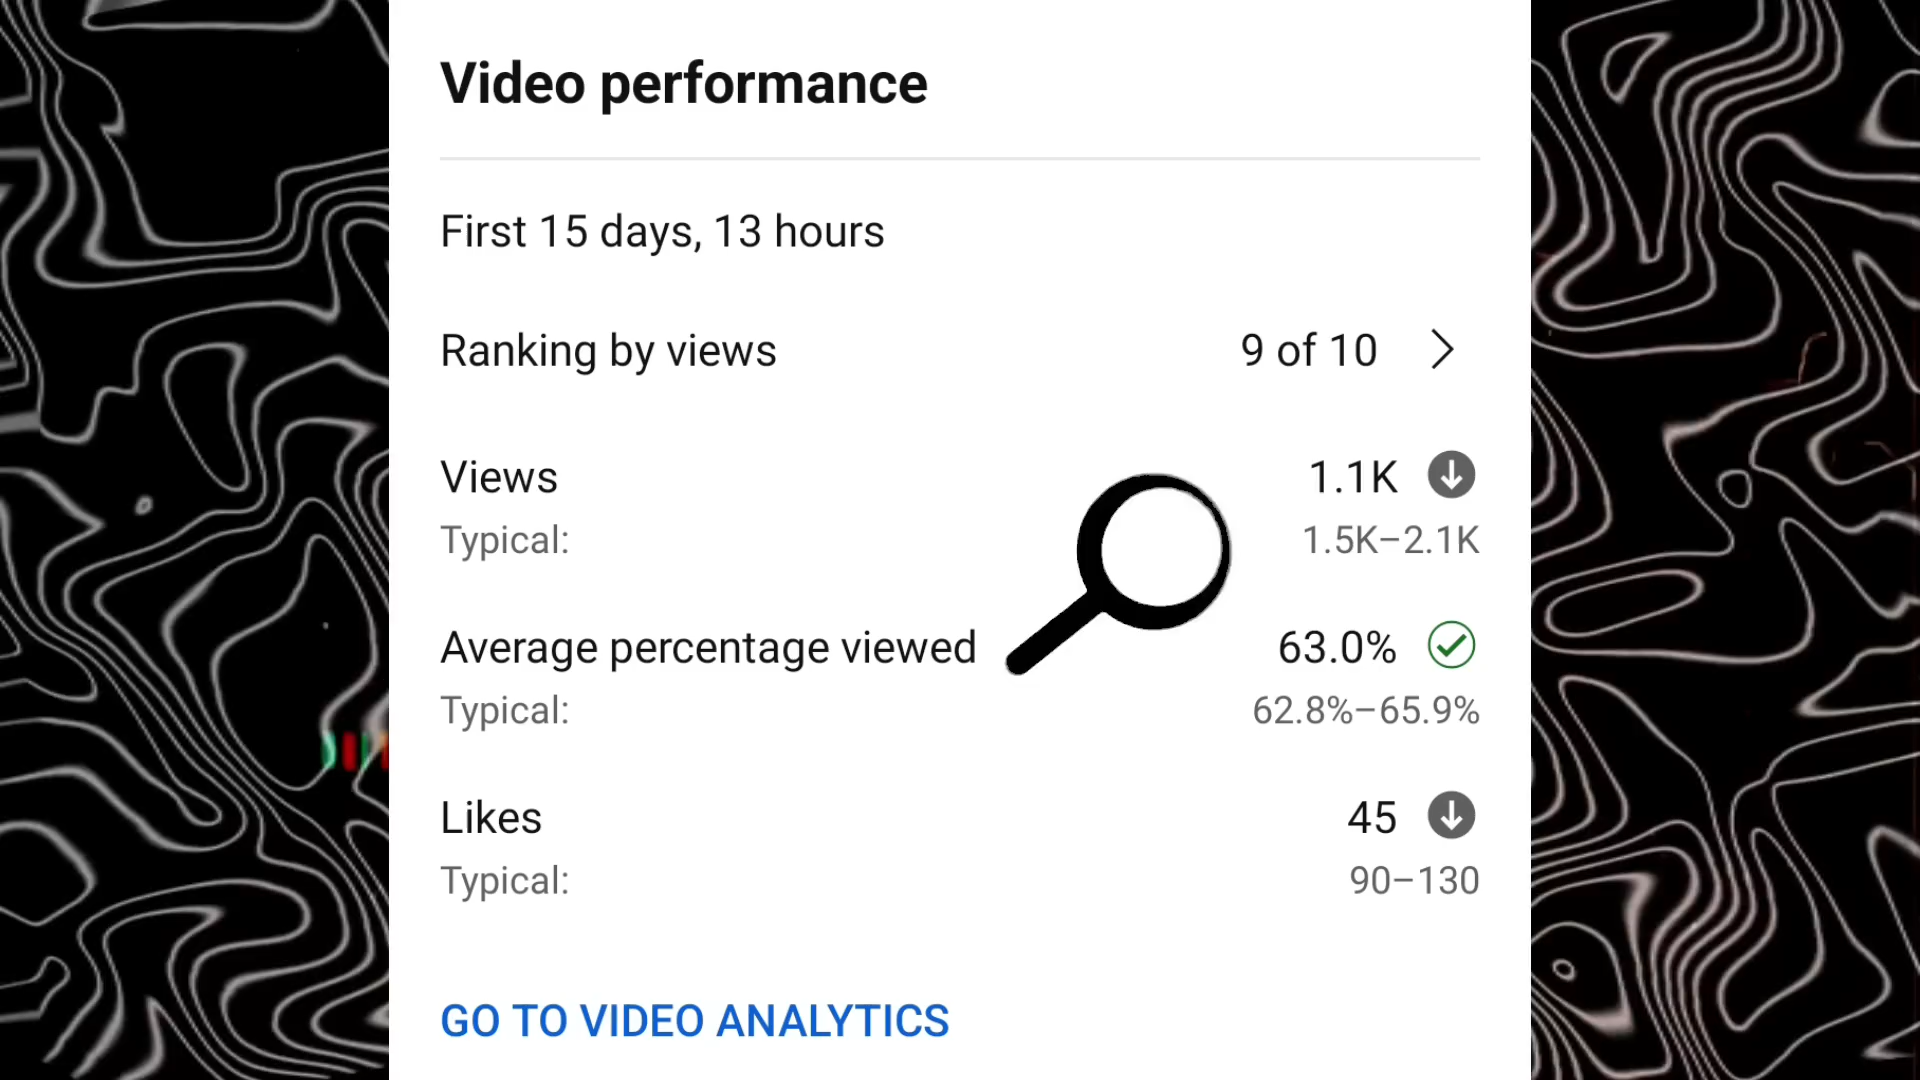 Video performance
First 15 days, 13 hours
Ranking by views 9 of 10
Views 1.1K
Typical: 1.5K–2.1K
Average percentage viewed 63.0%
Typical: 62.8%–65.9%
Likes 45
Typical: 90–130
GO TO VIDEO ANALYTICS